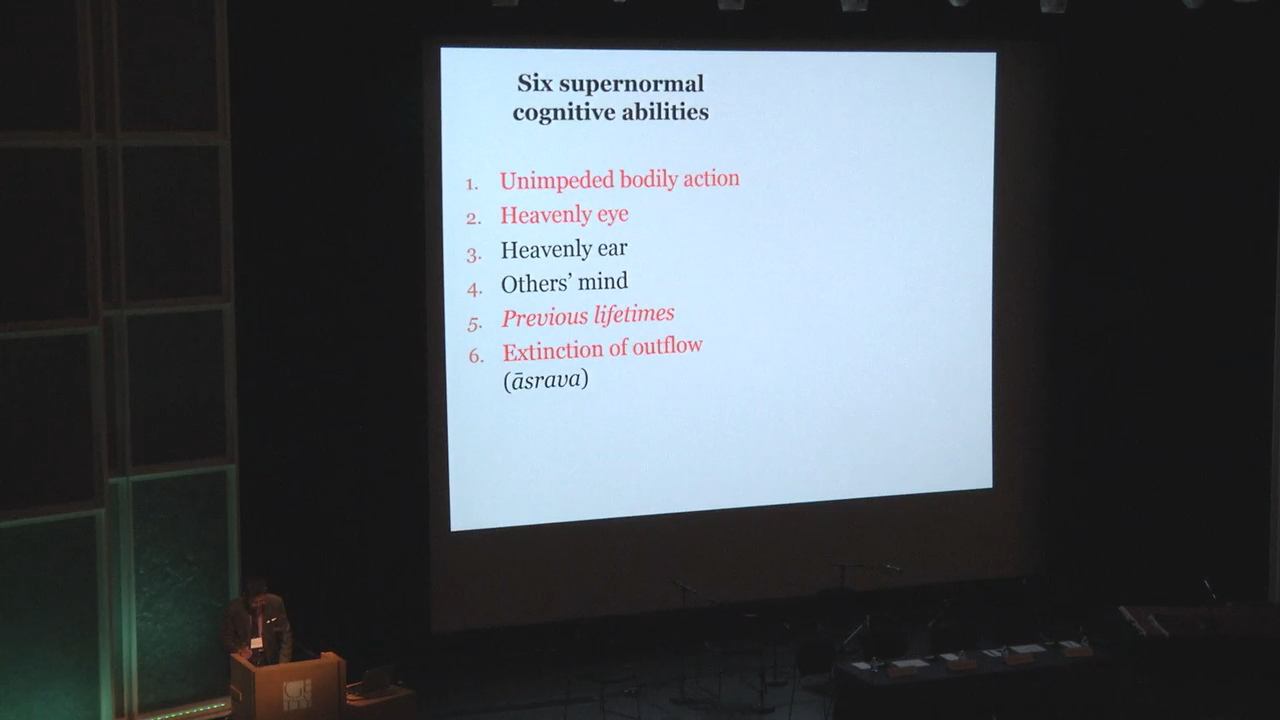 Six supernormal
cognitive abilities
1. Unimpeded bodily action
2. Heavenly eye
3. Heavenly ear
4. Others’ mind
5. Previous lifetimes
6. Extinction of outflow
(āsrava)